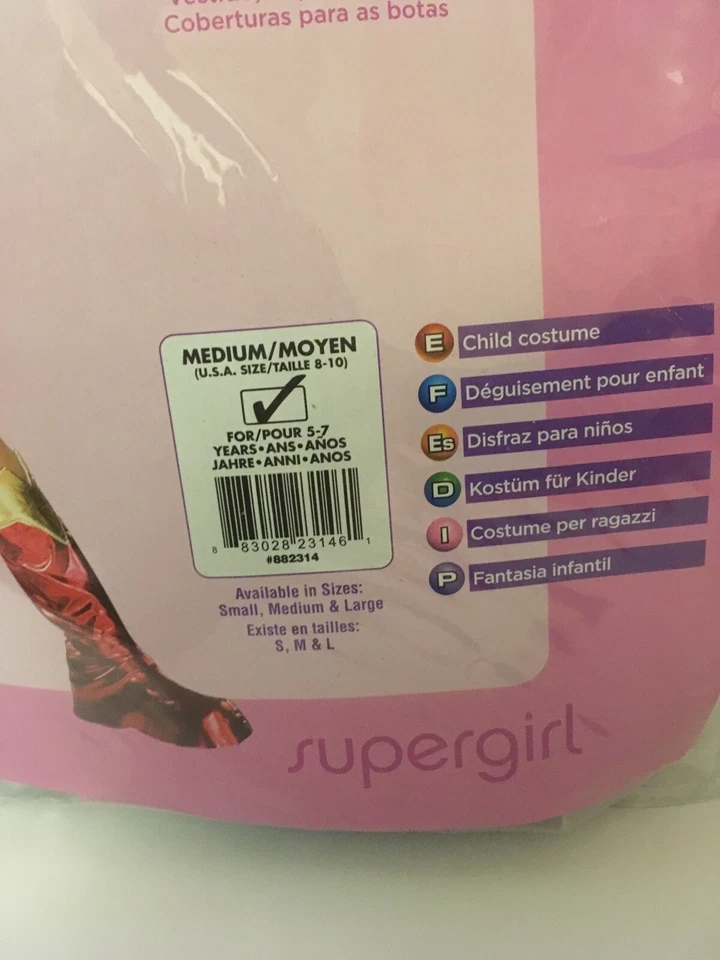 Coberturas para as botas
MEDIUM/MOYEN
(U.S.A. SIZE/TAILLE 8-10)
FOR/POUR 5-7
YEARS•ANS•AÑOS
JAHRE•ANNI•ANOS
8 83028 23146 1
#882314
Available in Sizes:
Small, Medium & Large
Existe en tailles:
S, M & L
E Child costume
F Déguisement pour enfant
Es Disfraz para niños
D Kostüm für Kinder
I Costume per ragazzi
P Fantasia infantil
supergirl